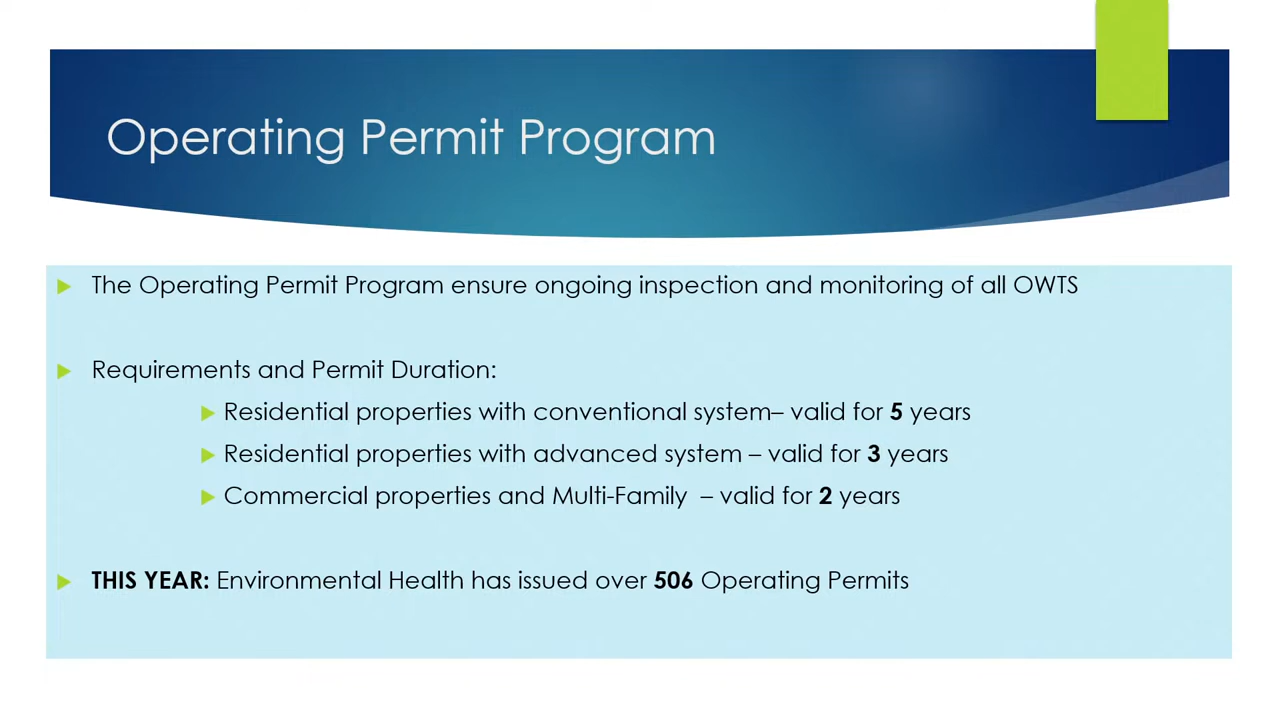 Operating Permit Program
The Operating Permit Program ensure ongoing inspection and monitoring of all OWTS
Requirements and Permit Duration:
Residential properties with conventional system– valid for 5 years
Residential properties with advanced system – valid for 3 years
Commercial properties and Multi-Family – valid for 2 years
THIS YEAR: Environmental Health has issued over 506 Operating Permits